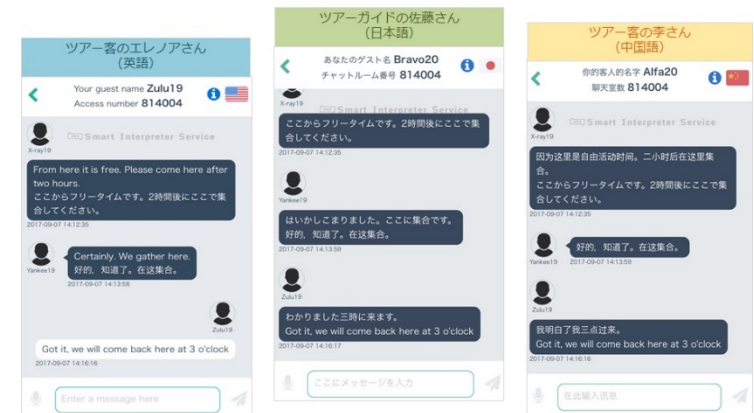 ツアー客のエレノアさん
(英語)
Your guest name Zulu19
Access number 814004
Smart Interpreter Service
X-ray19
From here it is free. Please come here after
two hours.
ここからフリータイムです。2時間後にここで集
合してください。
2017-09-07 14:12:35
Certainly. We gather here.
好的，知道了。在这集合。
Yankee19
2017-09-07 14:13:58
Zulu19
Got it, we will come back here at 3 o'clock
2017-09-07 14:16:16
Enter a message here
ツアーガイドの佐藤さん
(日本語)
あなたのゲスト名 Bravo20
チャットルーム番号 814004
X-ray19
Smart Interpreter Service
ここからフリータイムです。2時間後にここで集
合してください。
2017-09-07 14:12:35
Yankee19
はいかしこまりました。ここに集合です。
好的，知道了。在这集合。
2017-09-07 14:13:59
Zulu19
わかりました三時に来ます。
Got it, we will come back here at 3 o'clock
2017-09-07 14:16:17
ここにメッセージを入力
ツアー客の李さん
(中国語)
你的客人的名字 Alfa20
聊天室数 814004
Smart Interpreter Service
X-ray19
因为这里是自由活动时间。二小时后在这里集
合。
ここからフリータイムです。2時間後にここで集
合してください。
2017-09-07 14:12:35
好的，知道了。在这集合。
Yankee19
2017-09-07 14:13:59
Zulu19
我明白了我三点过来。
Got it, we will come back here at 3 o'clock
2017-09-07 14:16:16
在此输入讯息